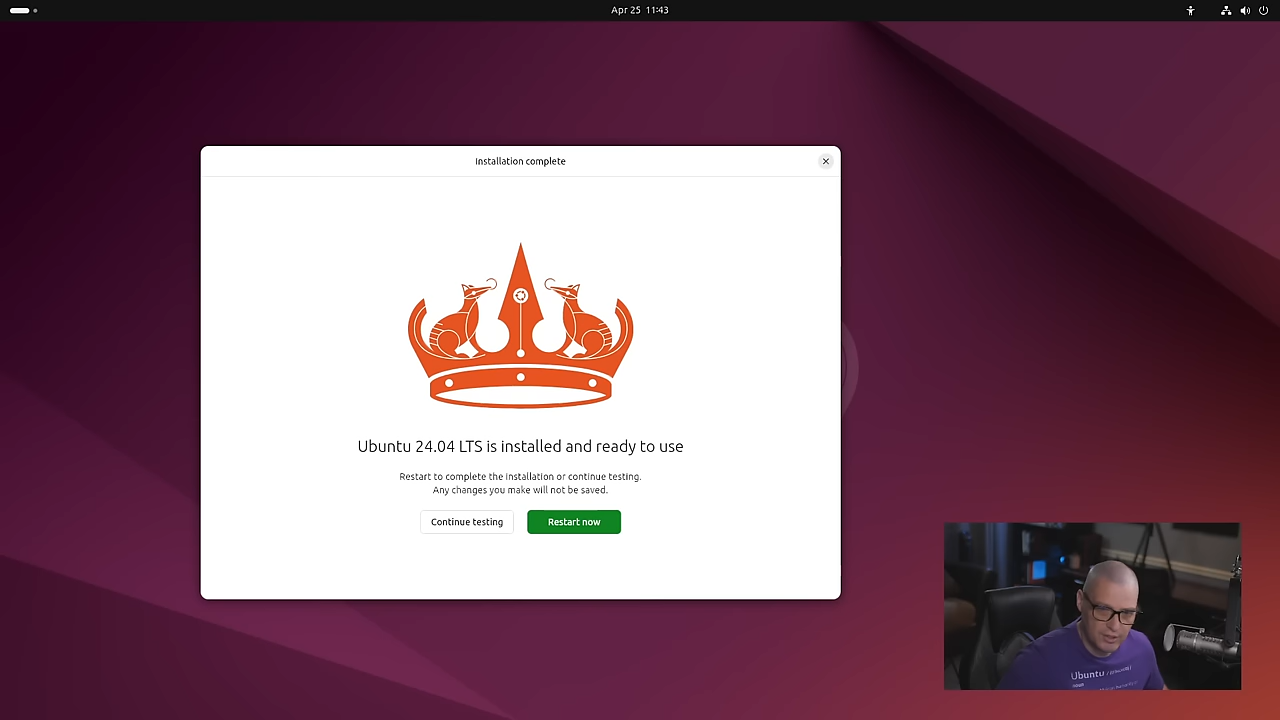 Apr 25 11:43
Installation complete
Ubuntu 24.04 LTS is installed and ready to use
Restart to complete the installation or continue testing.
Any changes you make will not be saved.
Continue testing
Restart now
Ubuntu